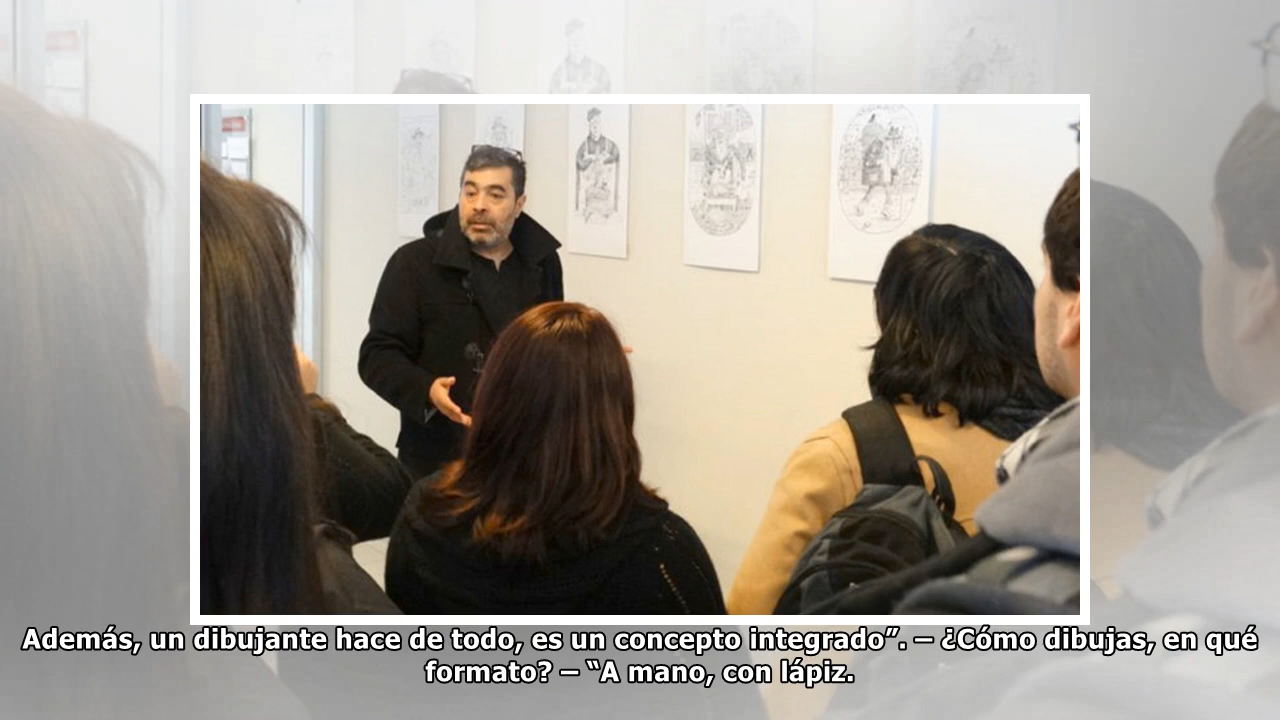 Además, un dibujante hace de todo, es un concepto integrado”. – ¿Cómo dibujas, en qué
formato? – “A mano, con lápiz.